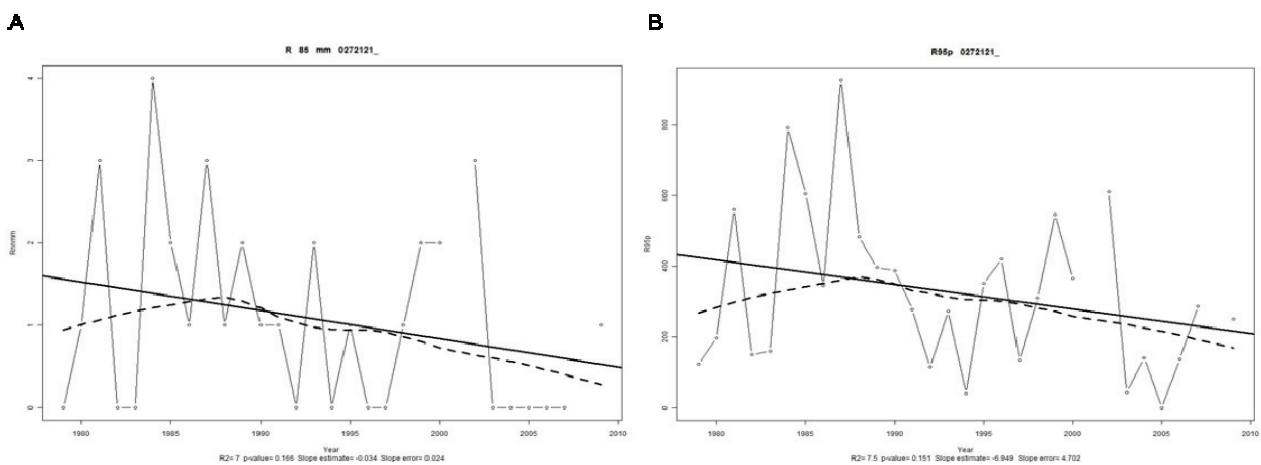 A
R 85 mm 0272121_
4
3
2
1
0
Rnnmm
1980 1985 1990 1995 2000 2005 2010
Year
R2= 7 p-value= 0.166 Slope estimate= -0.034 Slope error= 0.024
B
R95p 0272121_
800
600
400
200
0
R95p
1980 1985 1990 1995 2000 2005 2010
Year
R2= 7.5 p-value= 0.151 Slope estimate= -6.949 Slope error= 4.702